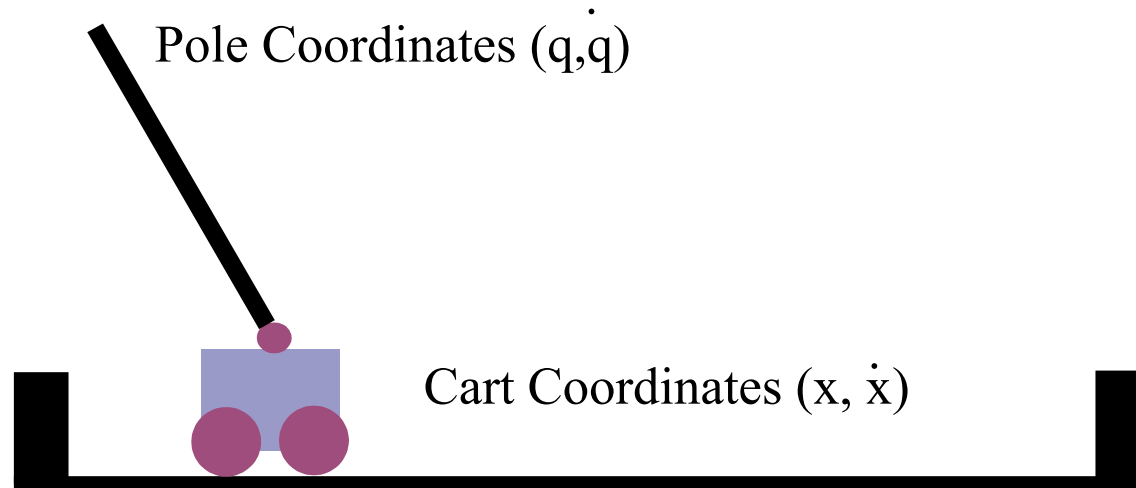 Pole Coordinates (q,q̇)
Cart Coordinates (x, ẋ)